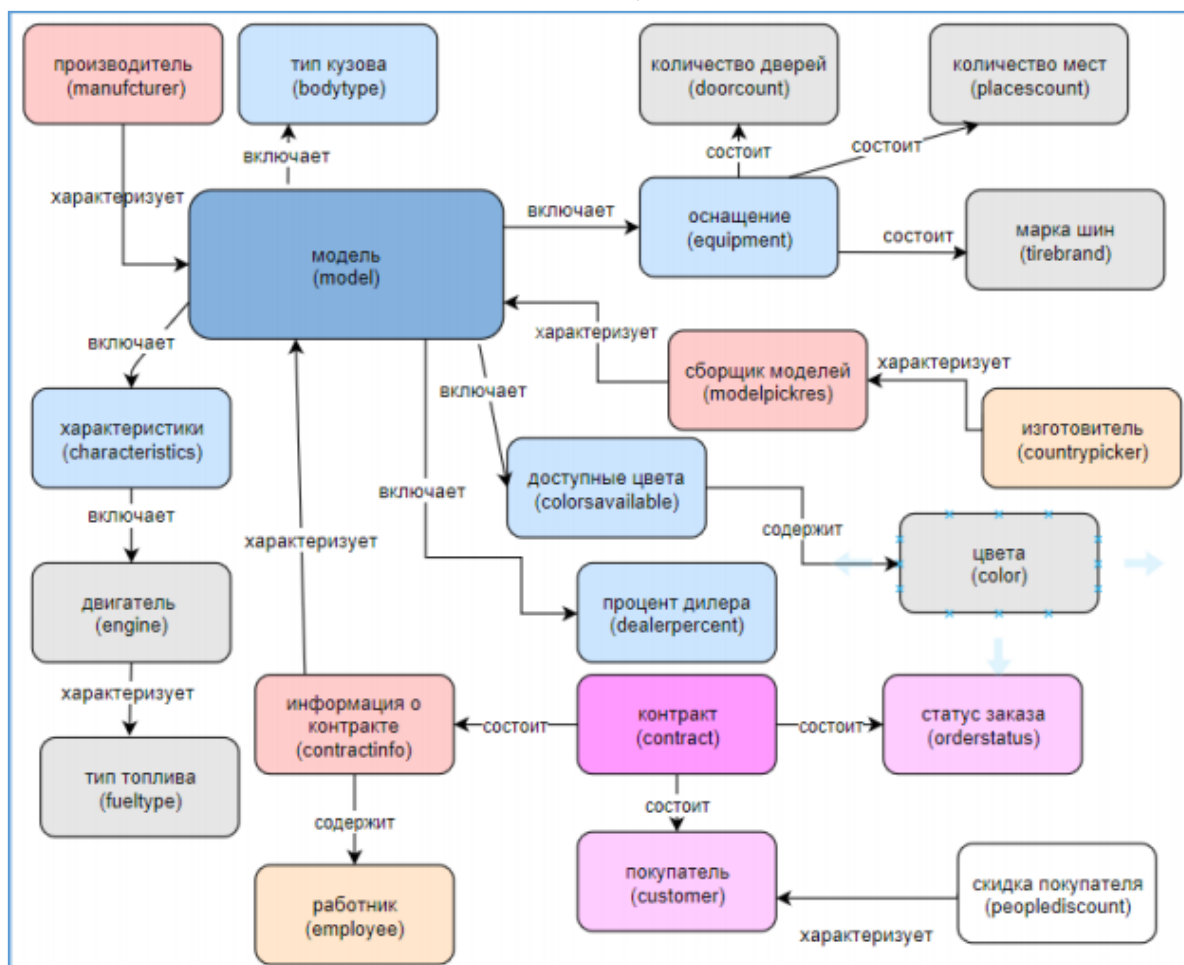 производитель
(manufcturer)
тип кузова
(bodytype)
количество дверей
(doorcount)
количество мест
(placescount)
включает
состоит
состоит
характеризует
включает
оснащение
(equipment)
состоит
марка шин
(tirebrand)
модель
(model)
включает
характеризует
сборщик моделей
(modelpickres)
характеризует
изготовитель
(countrypicker)
включает
характеристики
(characteristics)
доступные цвета
(colorsavailable)
включает
включает
содержит
характеризует
цвета
(color)
двигатель
(engine)
процент дилера
(dealerpercent)
характеризует
информация о
контракте
(contractinfo)
состоит
контракт
(contract)
состоит
статус заказа
(orderstatus)
тип топлива
(fueltype)
содержит
состоит
работник
(employee)
покупатель
(customer)
скидка покупателя
(peoplediscount)
характеризует